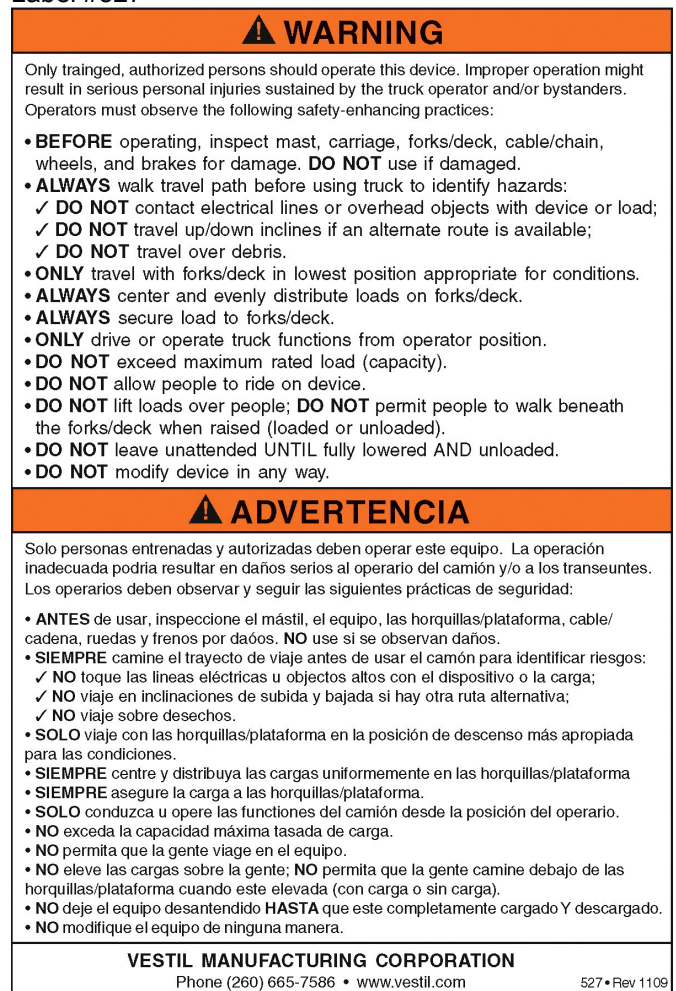 WARNING
Only trainged, authorized persons should operate this device. Improper operation might
result in serious personal injuries sustained by the truck operator and/or bystanders.
Operators must observe the following safety-enhancing practices:
• BEFORE operating, inspect mast, carriage, forks/deck, cable/chain,
wheels, and brakes for damage. DO NOT use if damaged.
• ALWAYS walk travel path before using truck to identify hazards:
✓ DO NOT contact electrical lines or overhead objects with device or load;
✓ DO NOT travel up/down inclines if an alternate route is available;
✓ DO NOT travel over debris.
• ONLY travel with forks/deck in lowest position appropriate for conditions.
• ALWAYS center and evenly distribute loads on forks/deck.
• ALWAYS secure load to forks/deck.
• ONLY drive or operate truck functions from operator position.
• DO NOT exceed maximum rated load (capacity).
• DO NOT allow people to ride on device.
• DO NOT lift loads over people; DO NOT permit people to walk beneath
the forks/deck when raised (loaded or unloaded).
• DO NOT leave unattended UNTIL fully lowered AND unloaded.
• DO NOT modify device in any way.
ADVERTENCIA
Solo personas entrenadas y autorizadas deben operar este equipo. La operación
inadecuada podria resultar en daños serios al operario del camión y/o a los transeuntes.
Los operarios deben observar y seguir las siguientes prácticas de seguridad:
• ANTES de usar, inspeccione el mástil, el equipo, las horquillas/plataforma, cable/
cadena, ruedas y frenos por daóos. NO use si se observan daños.
• SIEMPRE camine el trayecto de viaje antes de usar el camón para identificar riesgos:
✓ NO toque las lineas eléctricas u objectos altos con el dispositivo o la carga;
✓ NO viaje en inclinaciones de subida y bajada si hay otra ruta alternativa;
✓ NO viaje sobre desechos.
• SOLO viaje con las horquillas/plataforma en la posición de descenso más apropiada
para las condiciones.
• SIEMPRE centre y distribuya las cargas uniformemente en las horquillas/plataforma
• SIEMPRE asegure la carga a las horquillas/plataforma.
• SOLO conduzca u opere las functiones del camión desde la posición del operario.
• NO exceda la capacidad máxima tasada de carga.
• NO permita que la gente viage en el equipo.
• NO eleve las cargas sobre la gente; NO permita que la gente camine debajo de las
horquillas/plataforma cuando este elevada (con carga o sin carga).
• NO deje el equipo desantendido HASTA que este completamente cargado Y descargado.
• NO modifique el equipo de ninguna manera.
VESTIL MANUFACTURING CORPORATION
Phone (260) 665-7586 • www.vestil.com
527 • Rev 1109